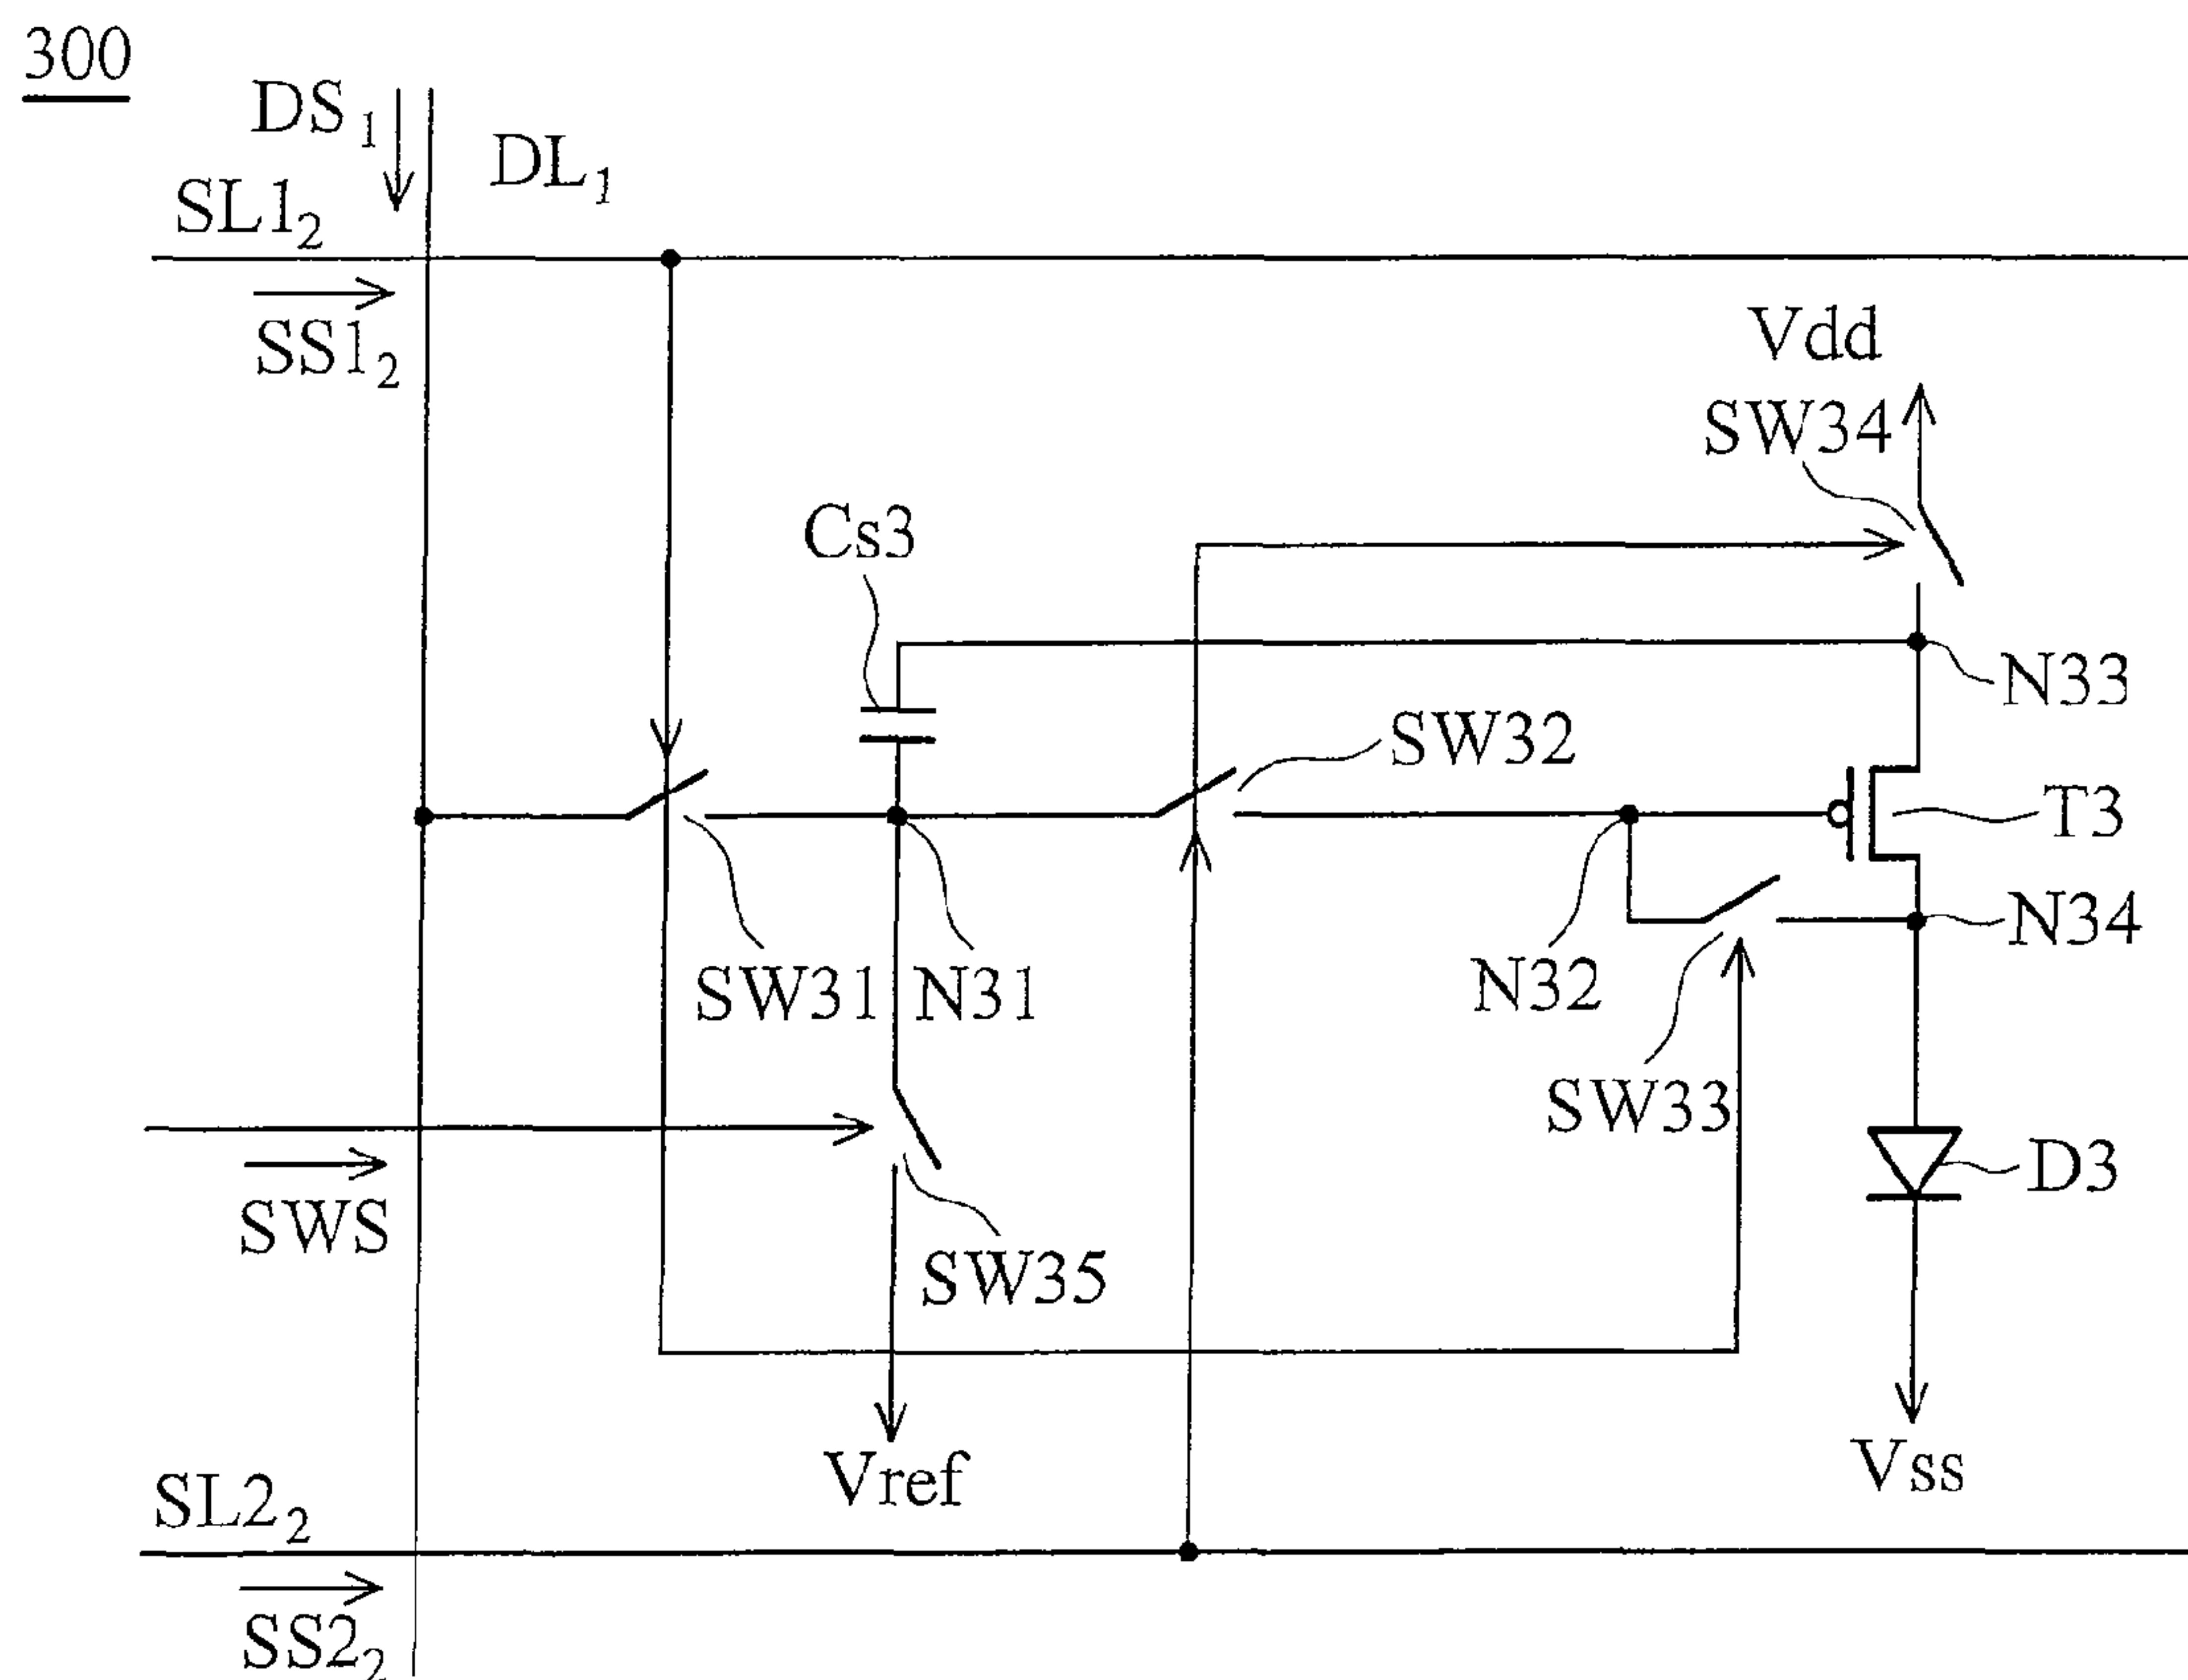 300
DS₁
DL₁
SL1₂
SS1₂
Vdd
SW34
Cs3
N33
SW32
T3
N34
SW31
N31
N32
SW33
D3
SWS
SW35
Vref
Vss
SL2₂
SS2₂